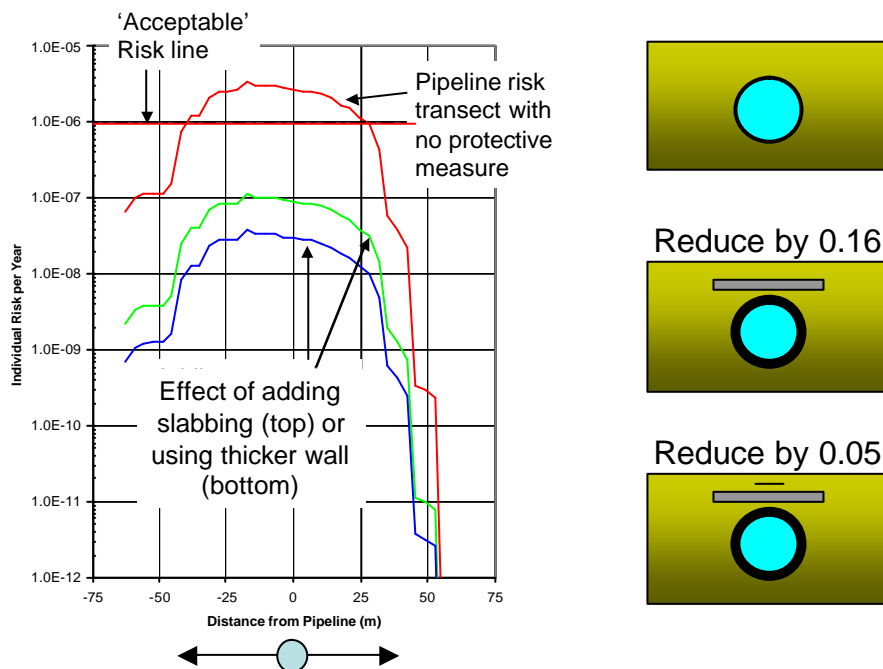 ‘Acceptable’
Risk line
Pipeline risk
transect with
no protective
measure
Effect of adding
slabbing (top) or
using thicker wall
(bottom)
Individual Risk per Year
1.0E-05
1.0E-06
1.0E-07
1.0E-08
1.0E-09
1.0E-10
1.0E-11
1.0E-12
-75
-50
-25
0
25
50
75
Distance from Pipeline (m)
Reduce by 0.16
Reduce by 0.05